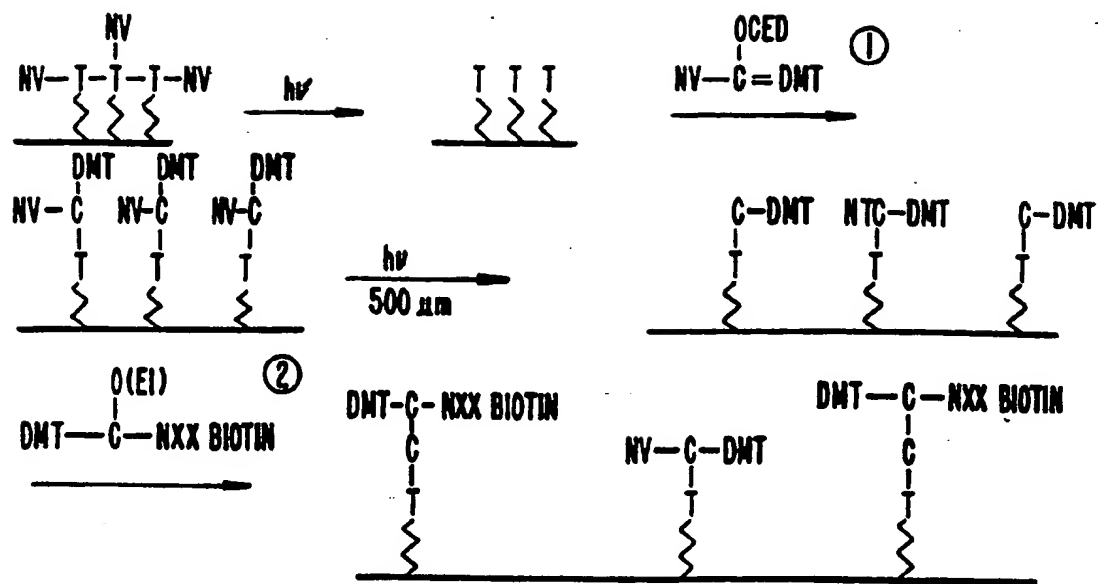 NV
NV—T—T—T—NV
hν
T T T
OCED
NV—C=DMT
①
DMT DMT DMT
NV—C NV-C NV-C
T T T
hν
500 μm
C—DMT NTC—DMT C—DMT
T T T
②
O(EI)
DMT—C—NXX BIOTIN
DMT-C-NXX BIOTIN
C
T
NV—C—DMT
T
DMT—C—NXX BIOTIN
C
T